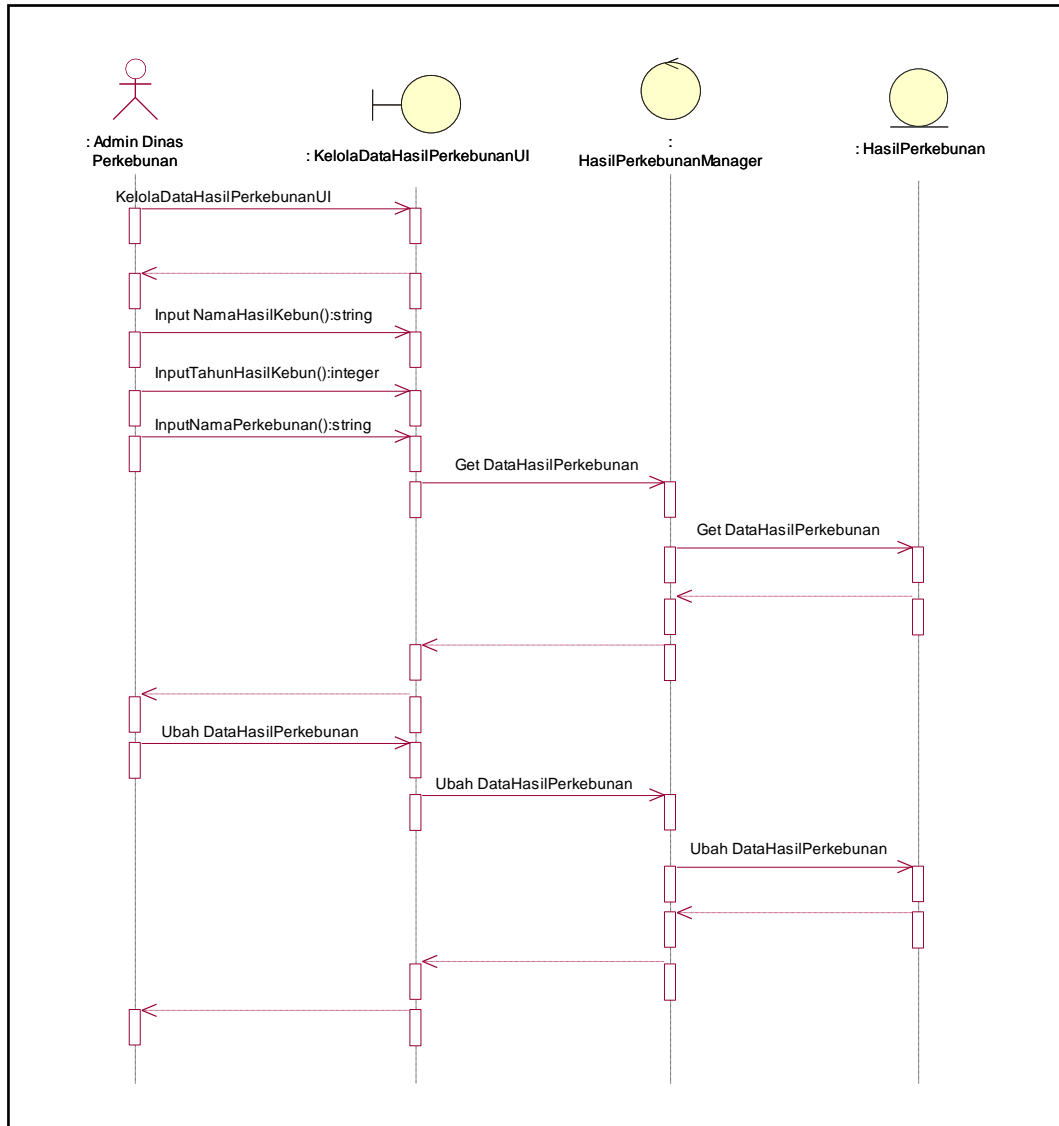 : Admin Dinas
Perkebunan
: KelolaDataHasilPerkebunanUI
:
HasilPerkebunanManager
: HasilPerkebunan
KelolaDataHasilPerkebunanUI
Input NamaHasilKebun():string
InputTahunHasilKebun():integer
InputNamaPerkebunan():string
Get DataHasilPerkebunan
Get DataHasilPerkebunan
Ubah DataHasilPerkebunan
Ubah DataHasilPerkebunan
Ubah DataHasilPerkebunan